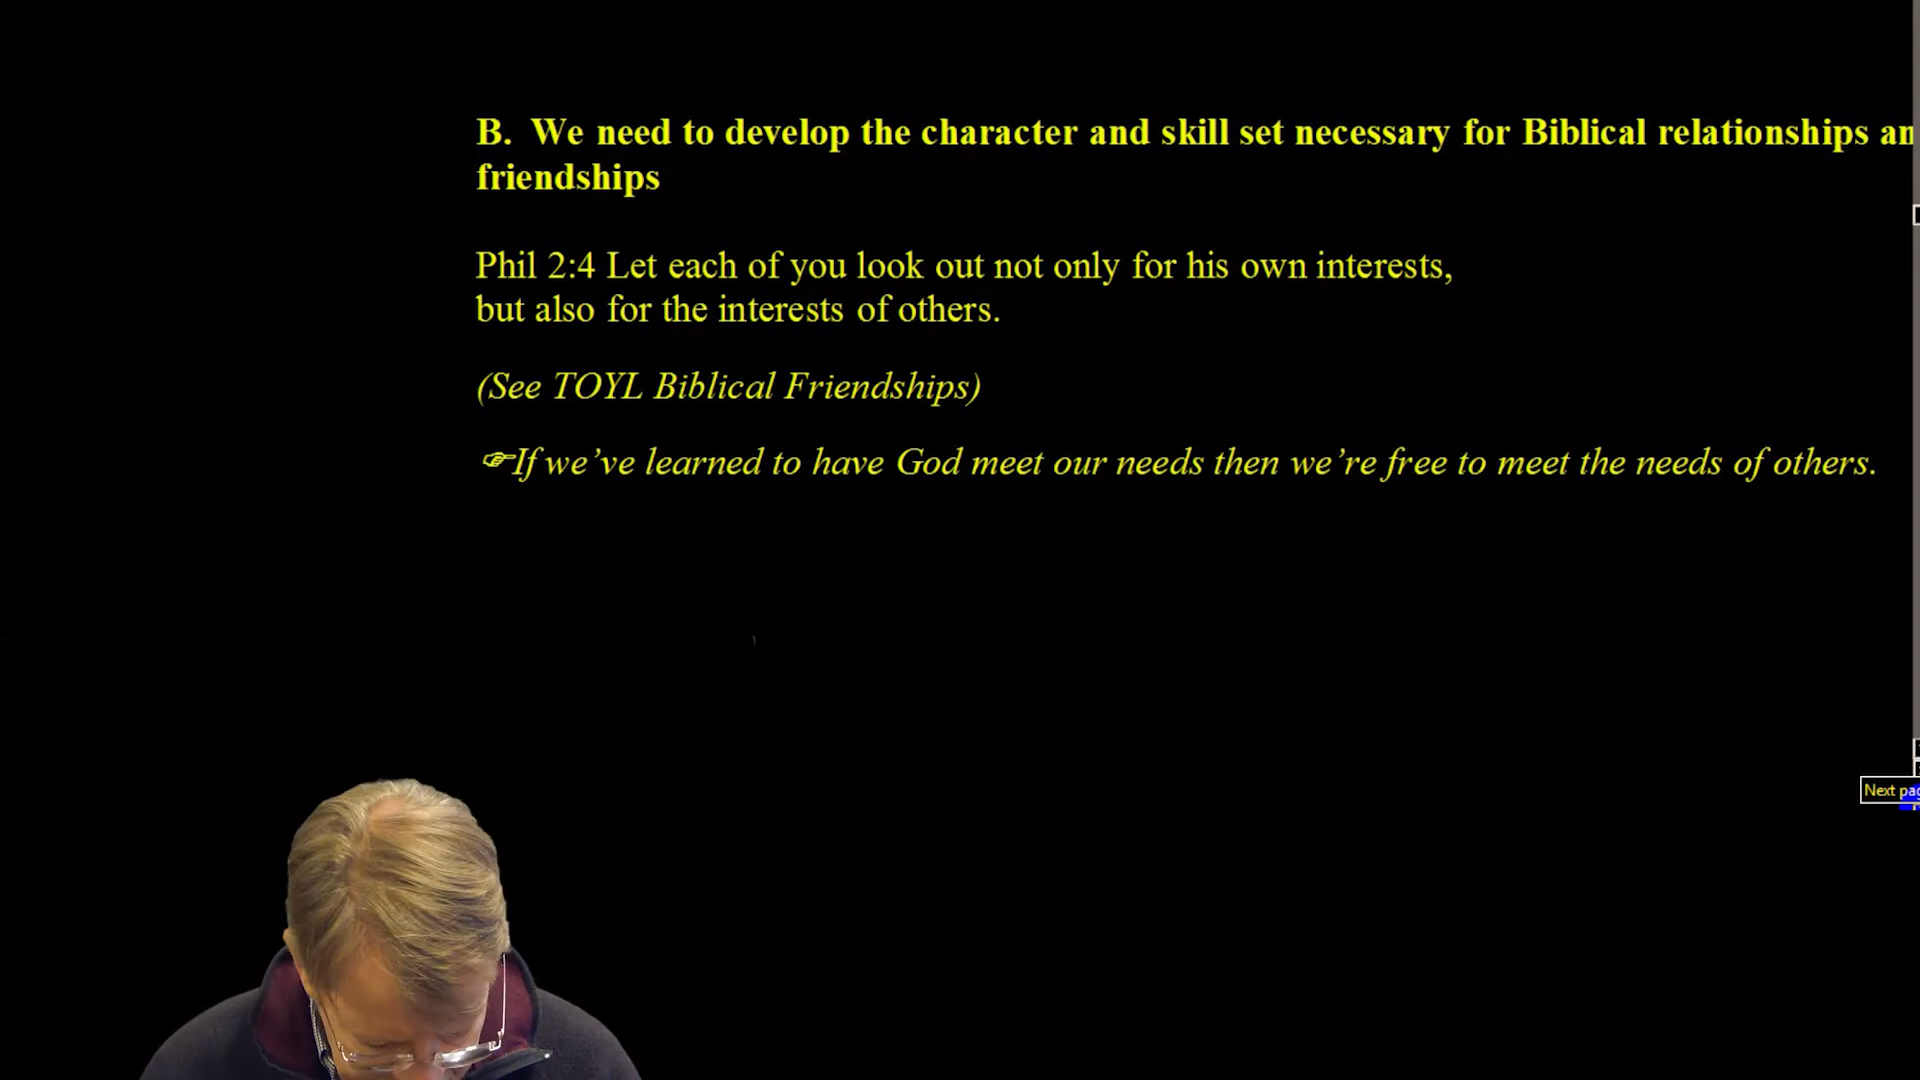 B. We need to develop the character and skill set necessary for Biblical relationships an
friendships
Phil 2:4 Let each of you look out not only for his own interests,
but also for the interests of others.
(See TOYL Biblical Friendships)
☞If we’ve learned to have God meet our needs then we’re free to meet the needs of others.
Next pag